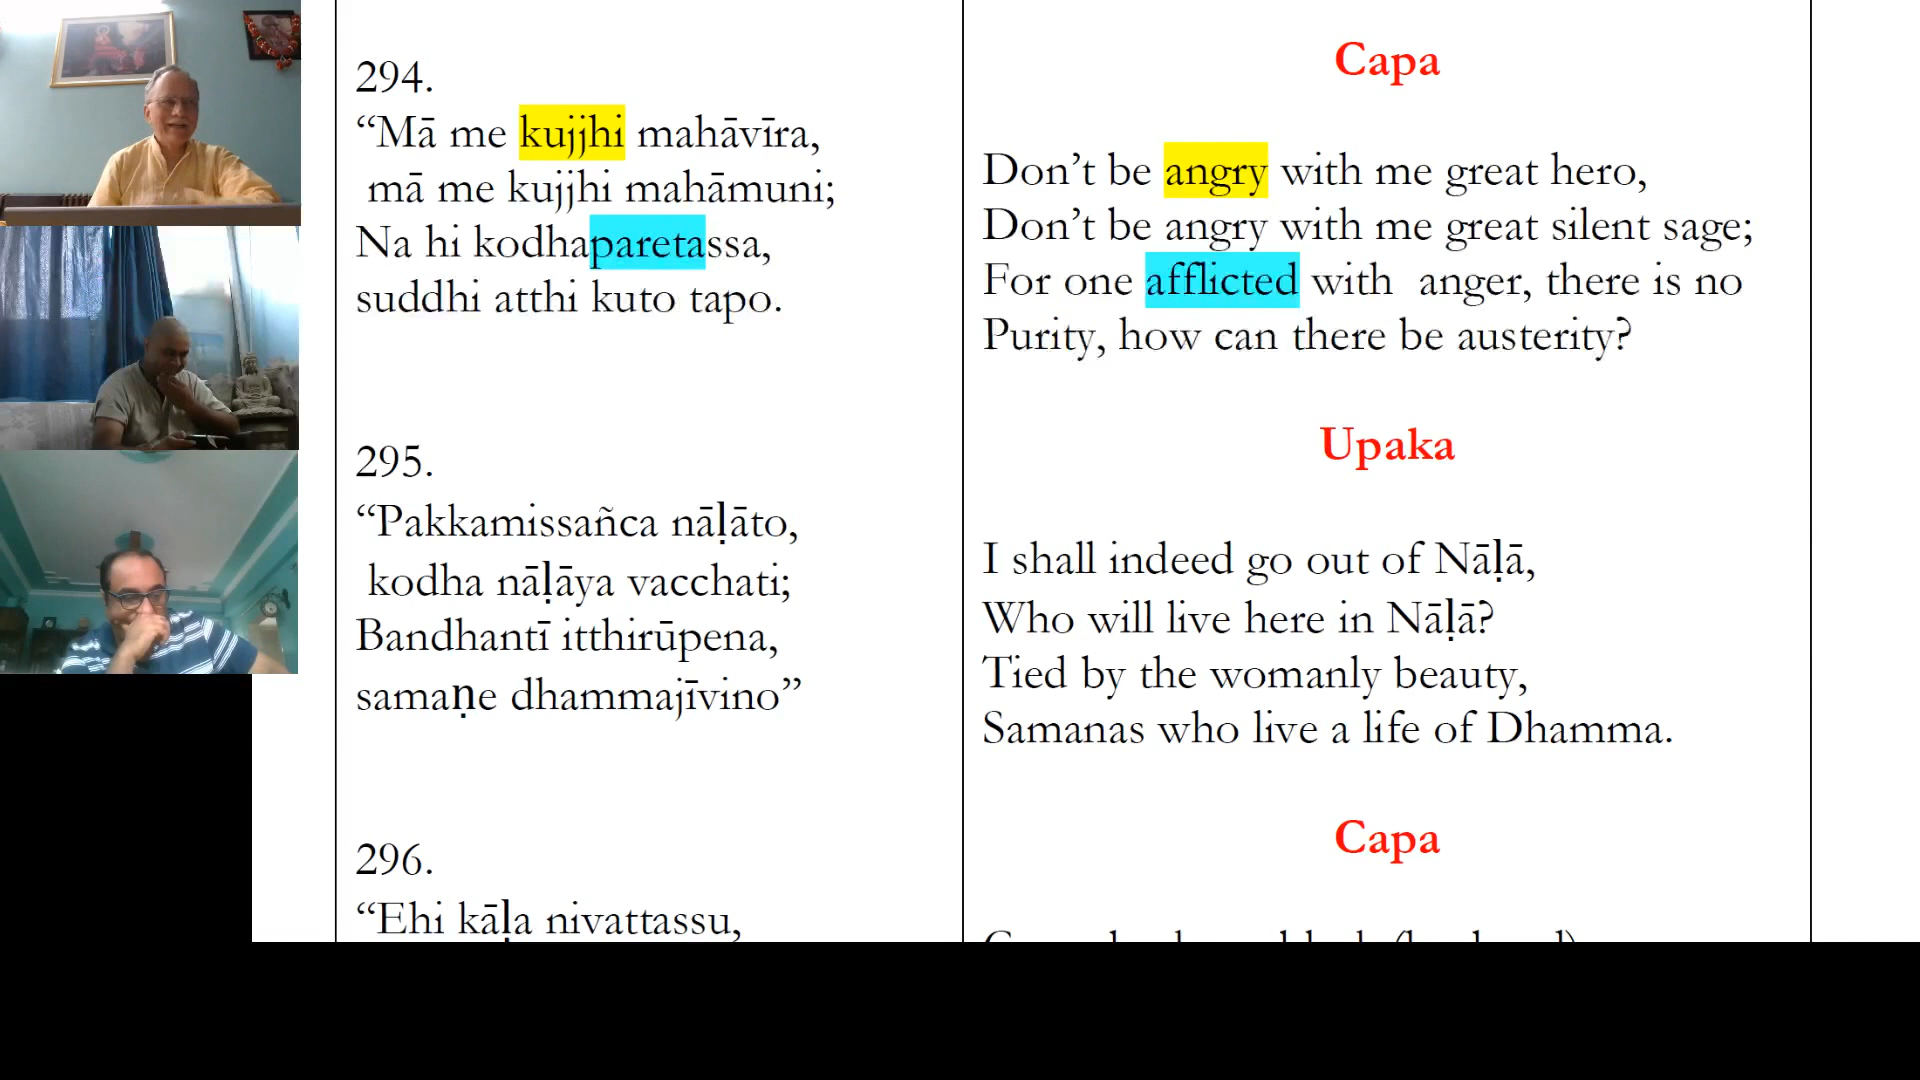 294.
“Mā me kujjhi mahāvīra,
mā me kujjhi mahāmuni;
Na hi kodhaparetassa,
suddhi atthi kuto tapo.
295.
“Pakkamissañca nāḷāto,
kodha nāḷāya vacchati;
Bandhantī itthirūpena,
samaṇe dhammajīvino”
296.
“Ehi kāḷa nivattassu,
Capa
Don’t be angry with me great hero,
Don’t be angry with me great silent sage;
For one afflicted with anger, there is no
Purity, how can there be austerity?
Upaka
I shall indeed go out of Nāḷā,
Who will live here in Nāḷā?
Tied by the womanly beauty,
Samanas who live a life of Dhamma.
Capa